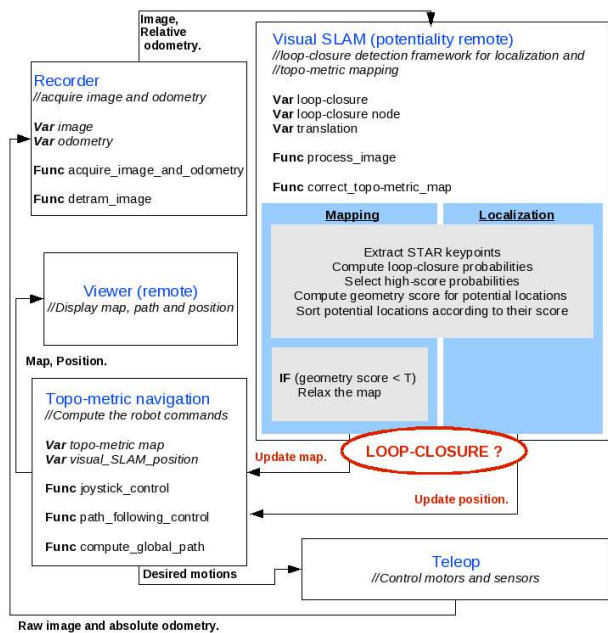 Image,
Relative
odometry.
Recorder
//acquire image and odometry
Var image
Var odometry
Func acquire_image_and_odometry
Func detram_image
Visual SLAM (potentiality remote)
//loop-closure detection framework for localization and
//topo-metric mapping
Var loop-closure
Var loop-closure node
Var translation
Func process_image
Func correct_topo-metric_map
Mapping
Localization
Extract STAR keypoints
Compute loop-closure probabilities
Select high-score probabilities
Compute geometry score for potential locations
Sort potential locations according to their score
IF (geometry score < T)
Relax the map
Viewer (remote)
//Display map, path and position
Map, Position.
Topo-metric navigation
//Compute the robot commands
Var topo-metric map
Var visual_SLAM_position
Func joystick_control
Func path_following_control
Func compute_global_path
LOOP-CLOSURE ?
Update map.
Update position.
Desired motions
Teleop
//Control motors and sensors
Raw image and absolute odometry.